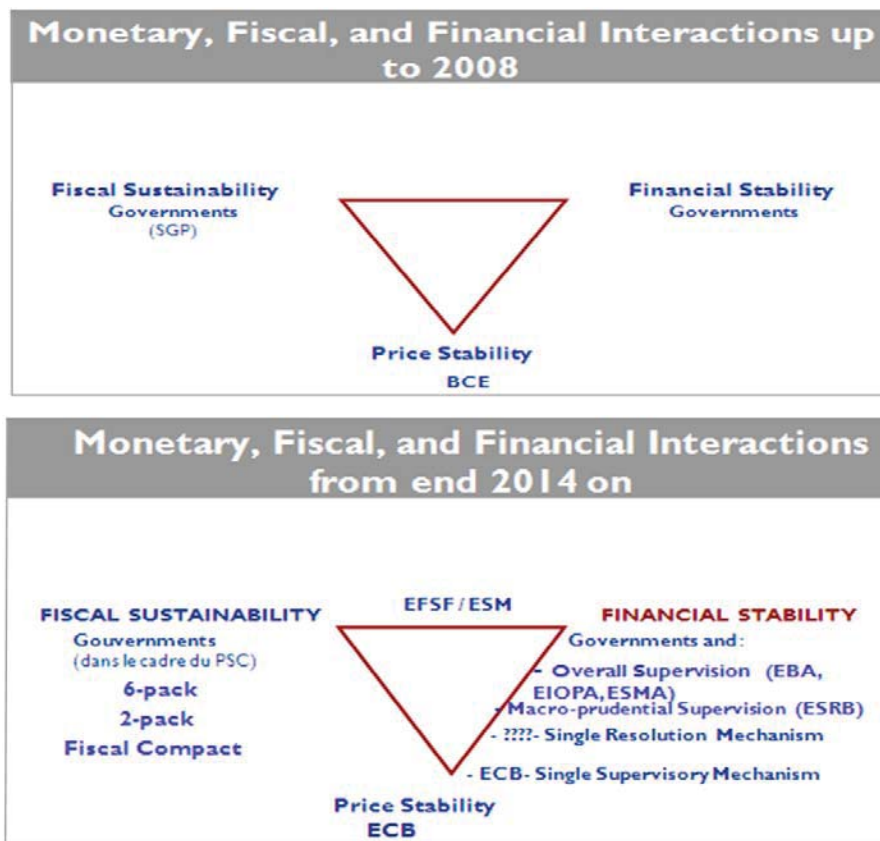 Monetary, Fiscal, and Financial Interactions up
to 2008
Fiscal Sustainability
Governments
(SGP)
Financial Stability
Governments
Price Stability
BCE
Monetary, Fiscal, and Financial Interactions
from end 2014 on
EFSF / ESM
FISCAL SUSTAINABILITY
Gouvernments
(dans le cadre du PSC)
6-pack
2-pack
Fiscal Compact
FINANCIAL STABILITY
Governments and:
- Overall Supervision (EBA,
EIOPA, ESMA)
- Macro-prudential Supervision (ESRB)
- ????- Single Resolution Mechanism
- ECB- Single Supervisory Mechanism
Price Stability
ECB